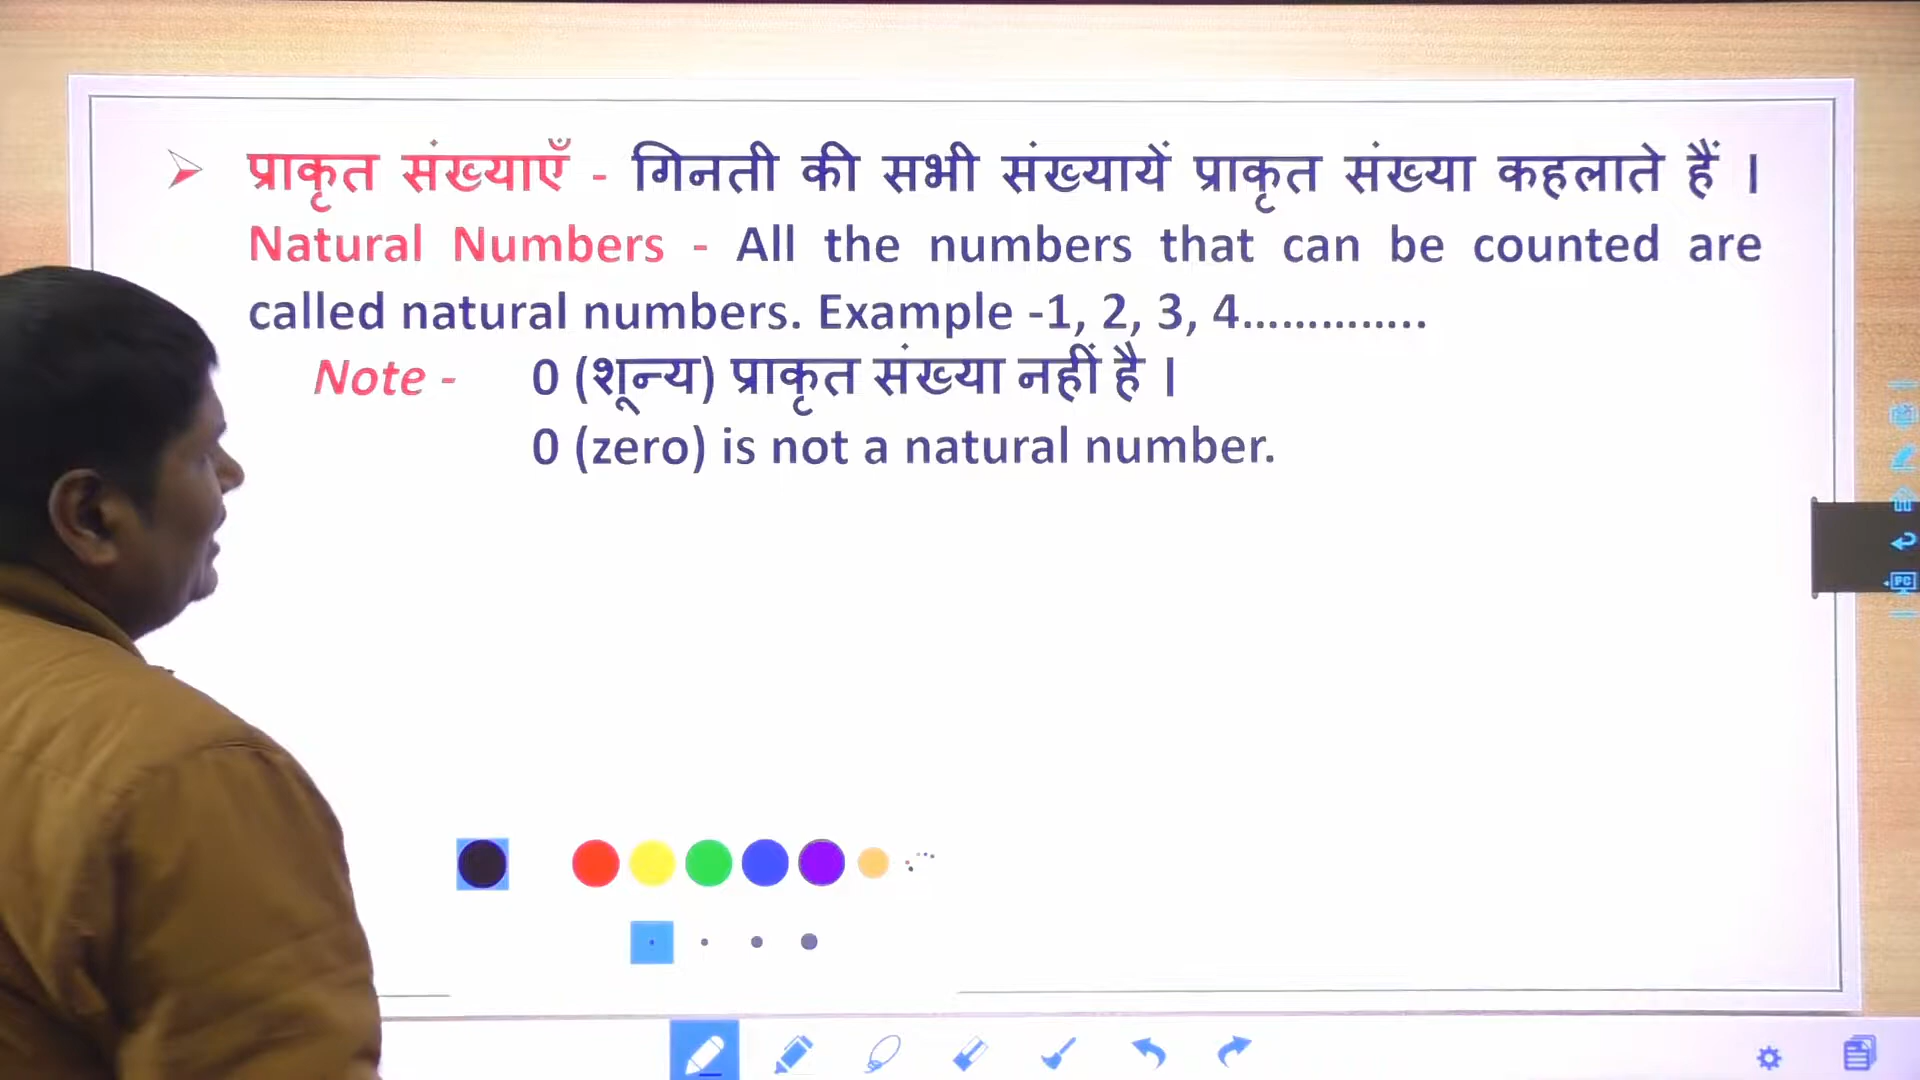 प्राकृत संख्याएँ - गिनती की सभी संख्यायें प्राकृत संख्या कहलाते हैं ।
Natural Numbers - All the numbers that can be counted are
called natural numbers. Example -1, 2, 3, 4..............
Note - 0 (शून्य) प्राकृत संख्या नहीं है ।
0 (zero) is not a natural number.
PC